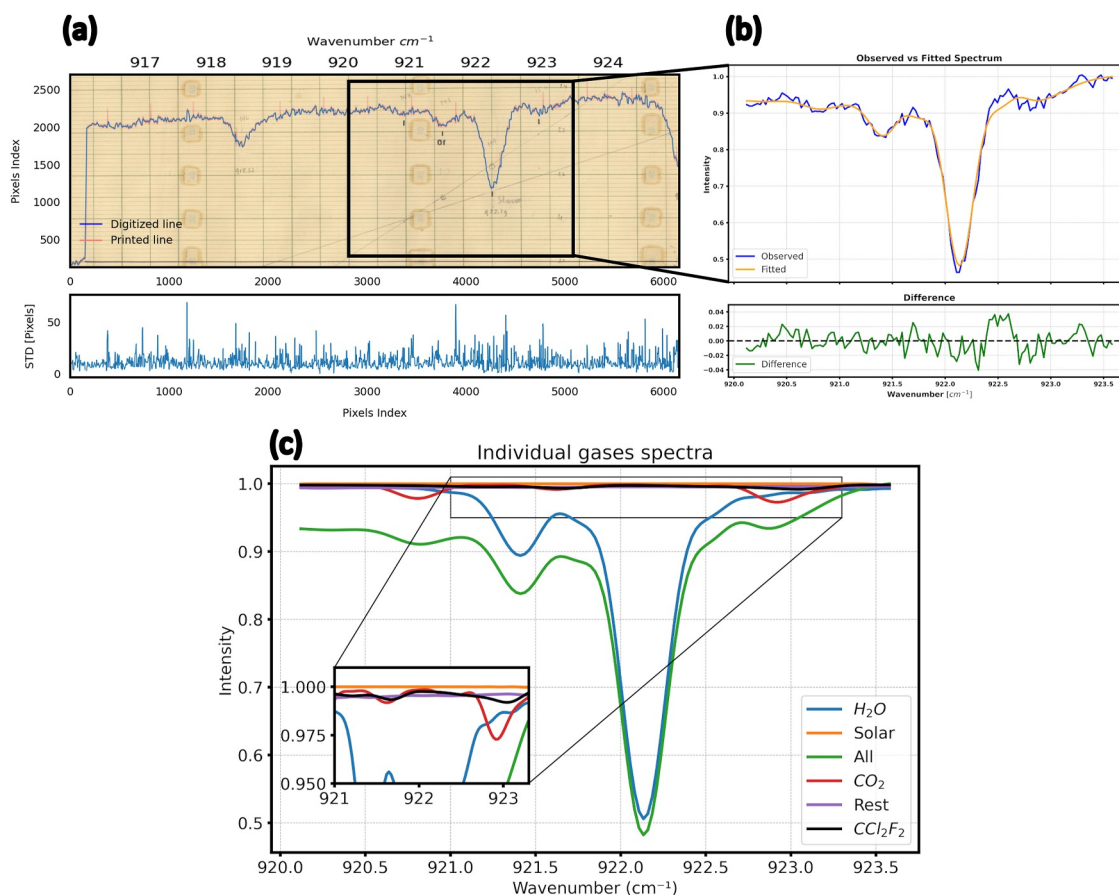 (a)
Wavenumber cm⁻¹
917 918 919 920 921 922 923 924
2500
2000
1500
1000
500
Pixels Index
Digitized line
Printed line
0 1000 2000 3000 4000 5000 6000
50
0
STD [Pixels]
0 1000 2000 3000 4000 5000 6000
Pixels Index
(b)
Observed vs Fitted Spectrum
1.0
0.9
0.8
0.7
0.6
0.5
Intensity
Observed
Fitted
Difference
0.04
0.02
0.00
−0.02
−0.04
Difference
920.0 920.5 921.0 921.5 922.0 922.5 923.0 923.5
Wavenumber [cm⁻¹]
(c)
Individual gases spectra
1.0
0.9
0.8
0.7
0.6
0.5
Intensity
1.000
0.975
0.950
921 922 923
H₂O
Solar
All
CO₂
Rest
CCl₂F₂
920.0 920.5 921.0 921.5 922.0 922.5 923.0 923.5
Wavenumber (cm⁻¹)